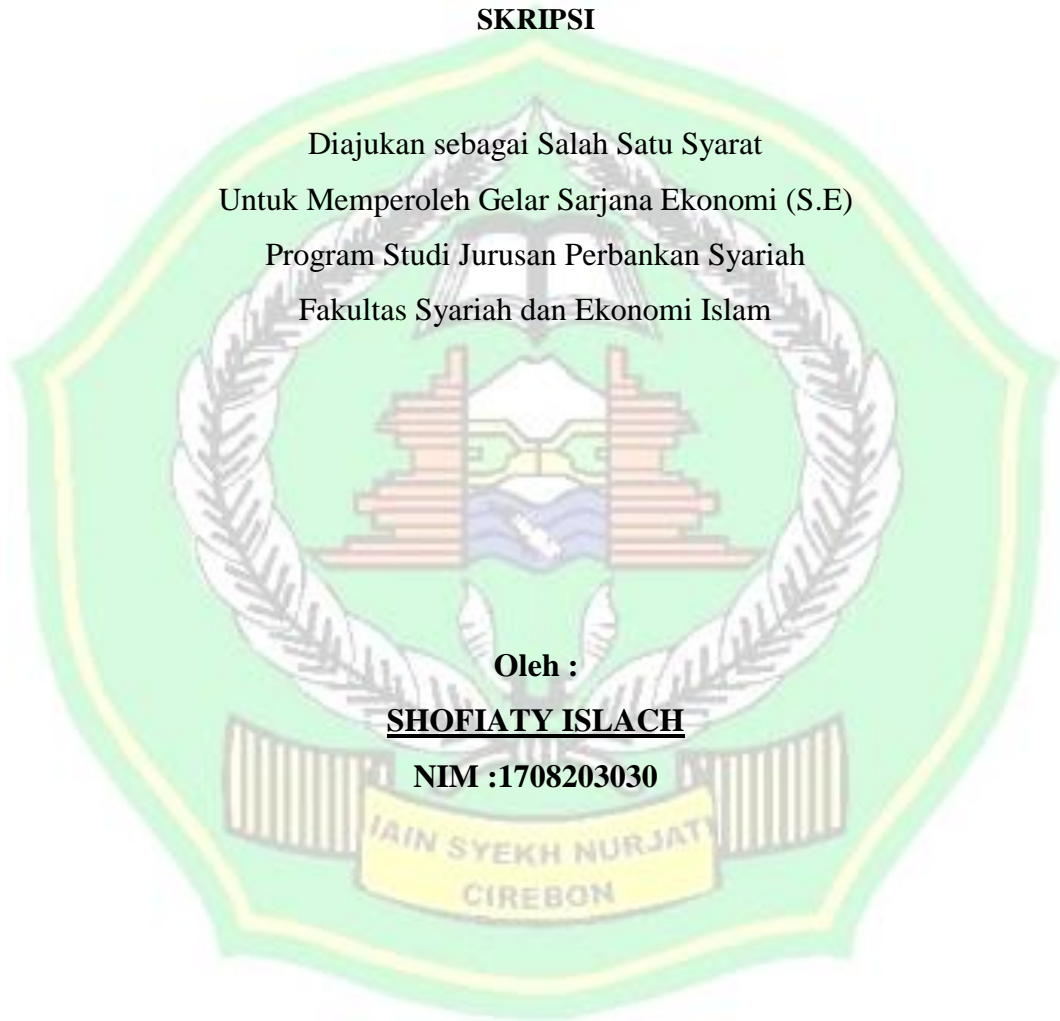 SKRIPSI
Diajukan sebagai Salah Satu Syarat
Untuk Memperoleh Gelar Sarjana Ekonomi (S.E)
Program Studi Jurusan Perbankan Syariah
Fakultas Syariah dan Ekonomi Islam
Oleh :
SHOFIATY ISLACH
NIM :1708203030
IAIN SYEKH NURJATI
CIREBON